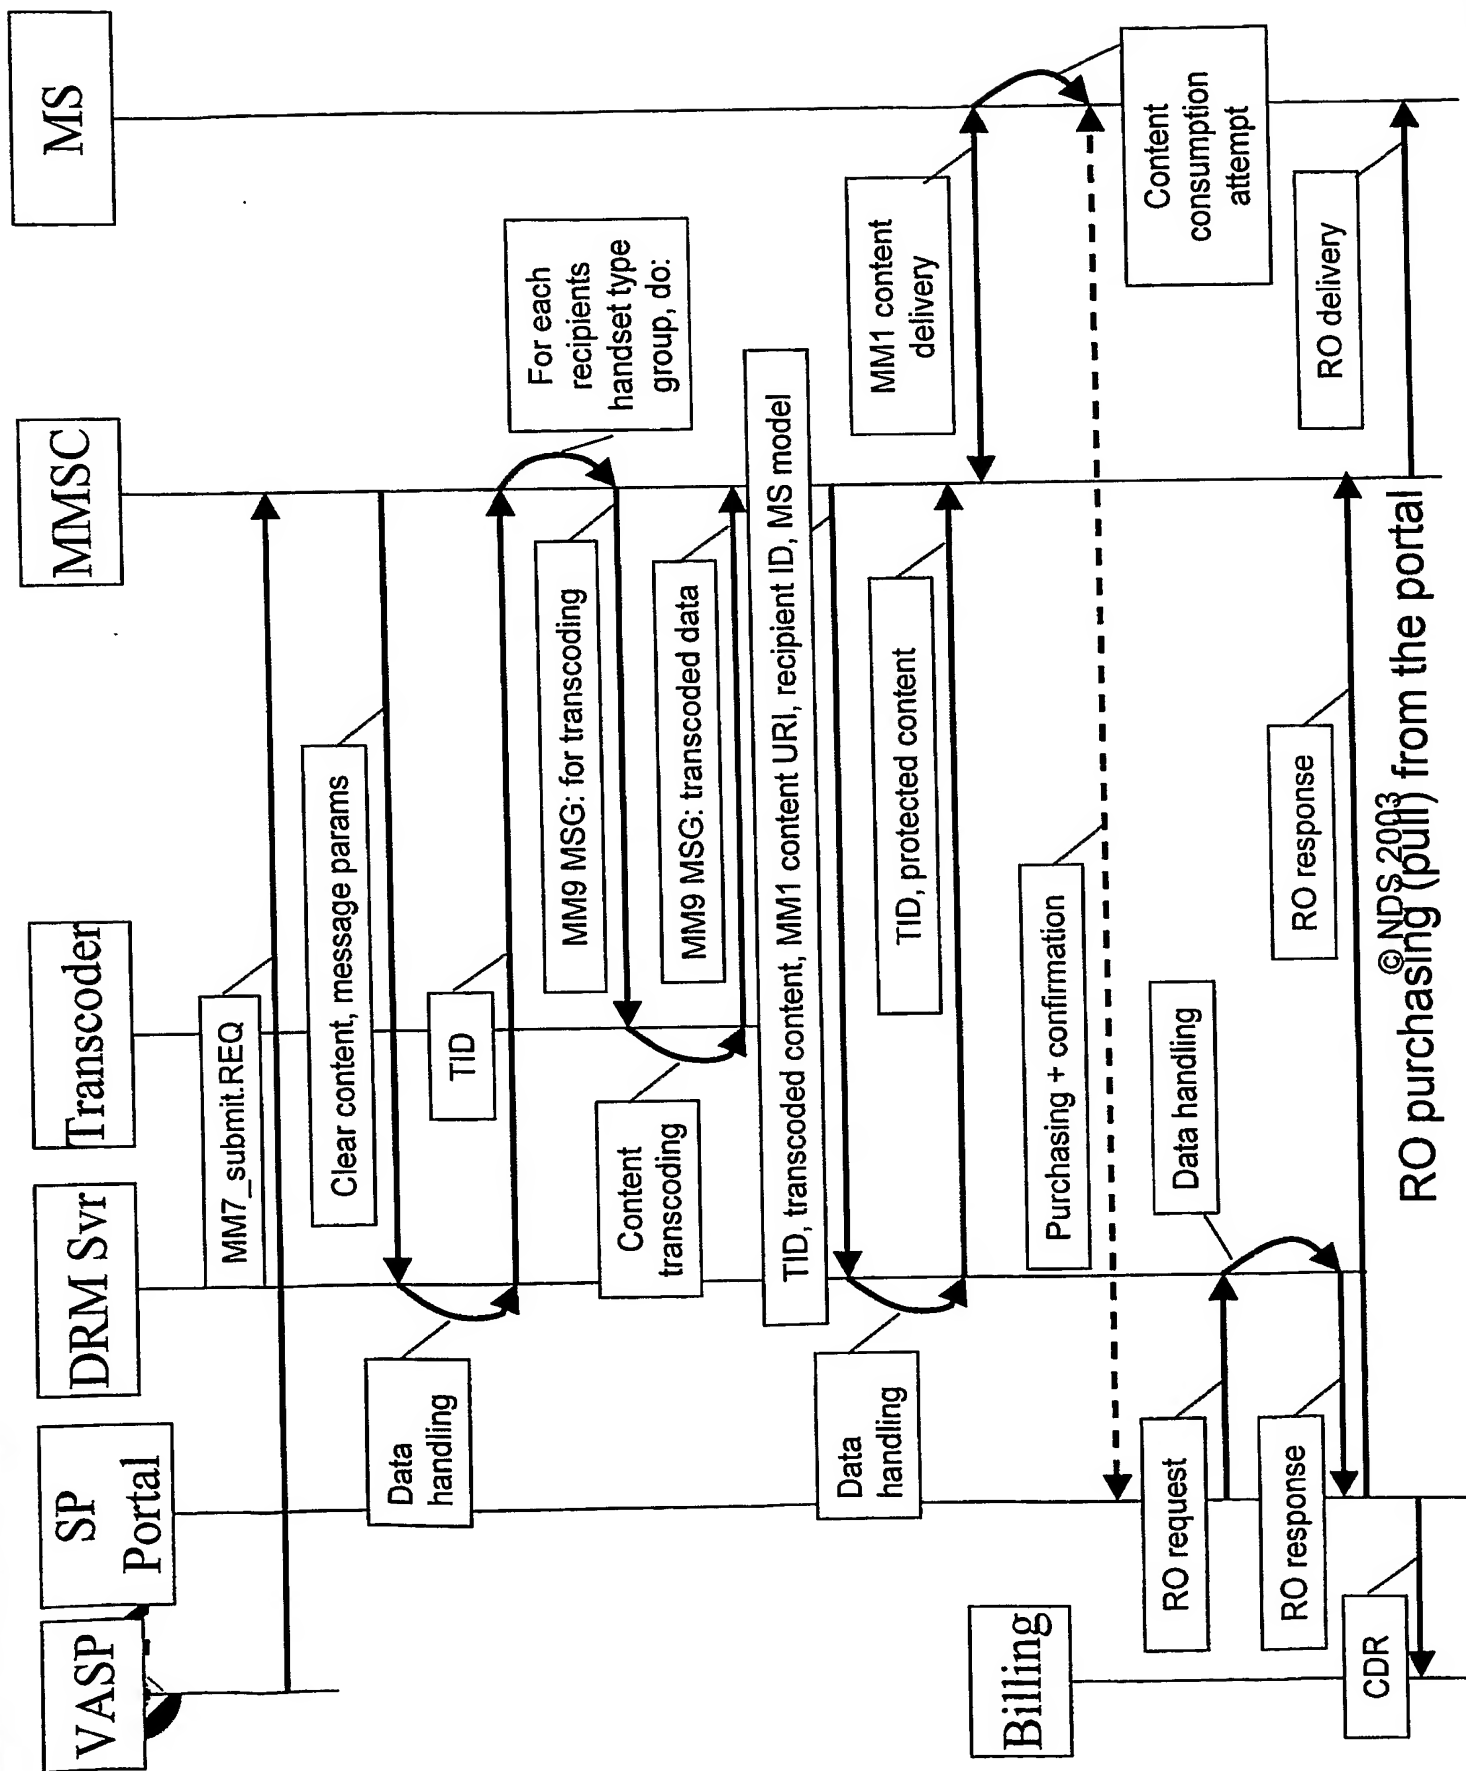 VASP
SP
Portal
DRM Svr
Transcoder
MMSC
MS
MM7_submit.REQ
Clear content, message params
Data
handling
TID
For each
recipients
handset type
group, do:
MM9 MSG: for transcoding
Content
transcoding
MM9 MSG: transcoded data
TID, transcoded content, MM1 content URI, recipient ID, MS model
Data
handling
TID, protected content
MM1 content
delivery
Content
consumption
attempt
Purchasing + confirmation
Billing
RO request
Data handling
RO response
RO response
CDR
RO delivery
© NDS 2003
RO purchasing (pull) from the portal